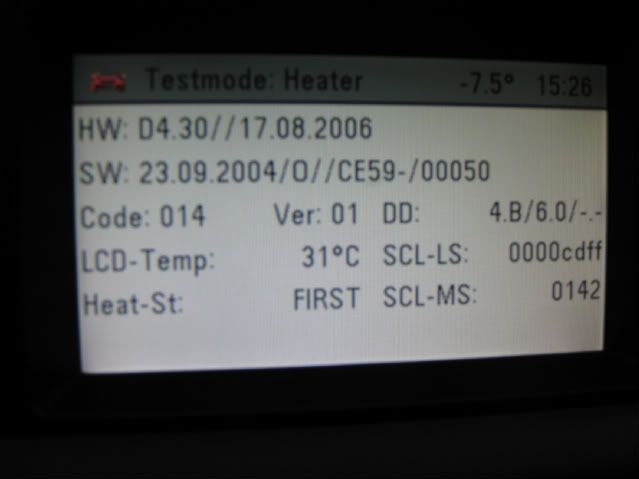 Testmode: Heater -7.5° 15:26
HW: D4.30//17.08.2006
SW: 23.09.2004/O//CE59-/00050
Code: 014 Ver: 01 DD: 4.B/6.0/-.-
LCD-Temp: 31°C SCL-LS: 0000cdff
Heat-St: FIRST SCL-MS: 0142